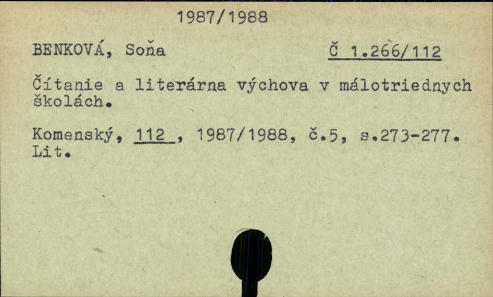 1987/1988
BENKOVÁ, Soňa Č 1.266/112
Čítanie a literárna výchova v málotriednych
školách.
Komenský, 112 , 1987/1988, č.5, s.273-277.
Lit.